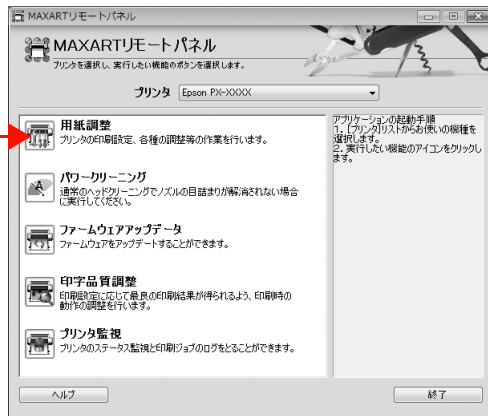 MAXARTリモートパネル
MAXARTリモートパネル
プリンタを選択し、実行したい機能のボタンを選択します。
プリンタ Epson PX-XXXX
用紙調整
プリンタの印刷設定、各種の調整等の作業を行います。
パワークリーニング
通常のヘッドクリーニングでノズルの目詰まりが解消されない場合
に実行してください。
ファームウェアアップデータ
ファームウェアをアップデートすることができます。
印字品質調整
印刷設定に応じて最良の印刷結果が得られるよう、印刷時の
動作の調整を行います。
プリンタ監視
プリンタのステータス監視と印刷ジョブのログをとることができます。
アプリケーションの起動手順
1. [プリンタ]リストからお使いの機種を
選択します。
2. 実行したい機能のアイコンをクリックし
ます。
ヘルプ
終了